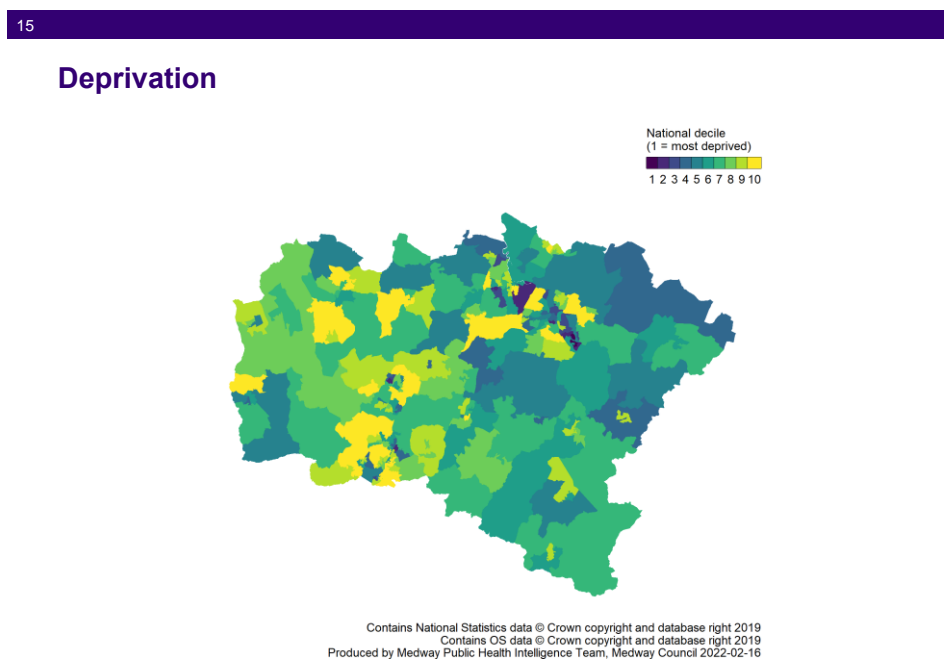 15
Deprivation
National decile
(1 = most deprived)
1 2 3 4 5 6 7 8 9 10
Contains National Statistics data © Crown copyright and database right 2019
Contains OS data © Crown copyright and database right 2019
Produced by Medway Public Health Intelligence Team, Medway Council 2022-02-16